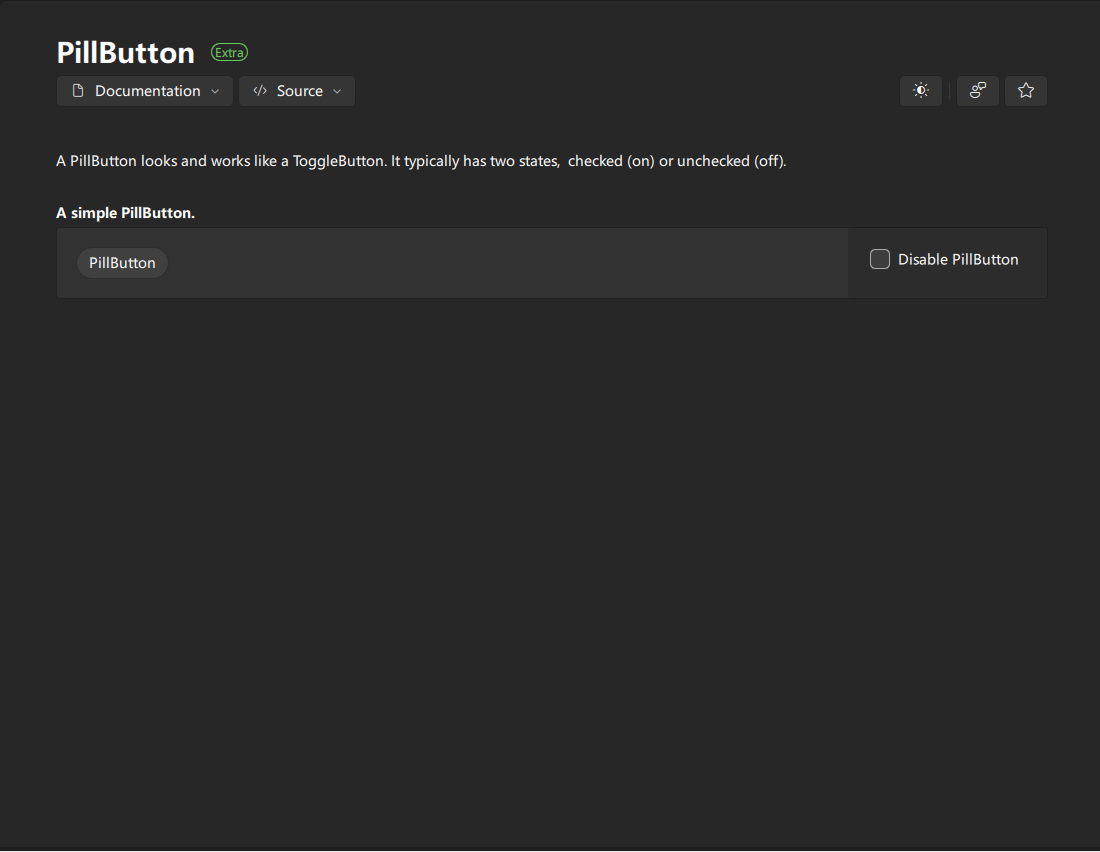 PillButton Extra
Documentation Source
A PillButton looks and works like a ToggleButton. It typically has two states,  checked (on) or unchecked (off).
A simple PillButton.
PillButton Disable PillButton